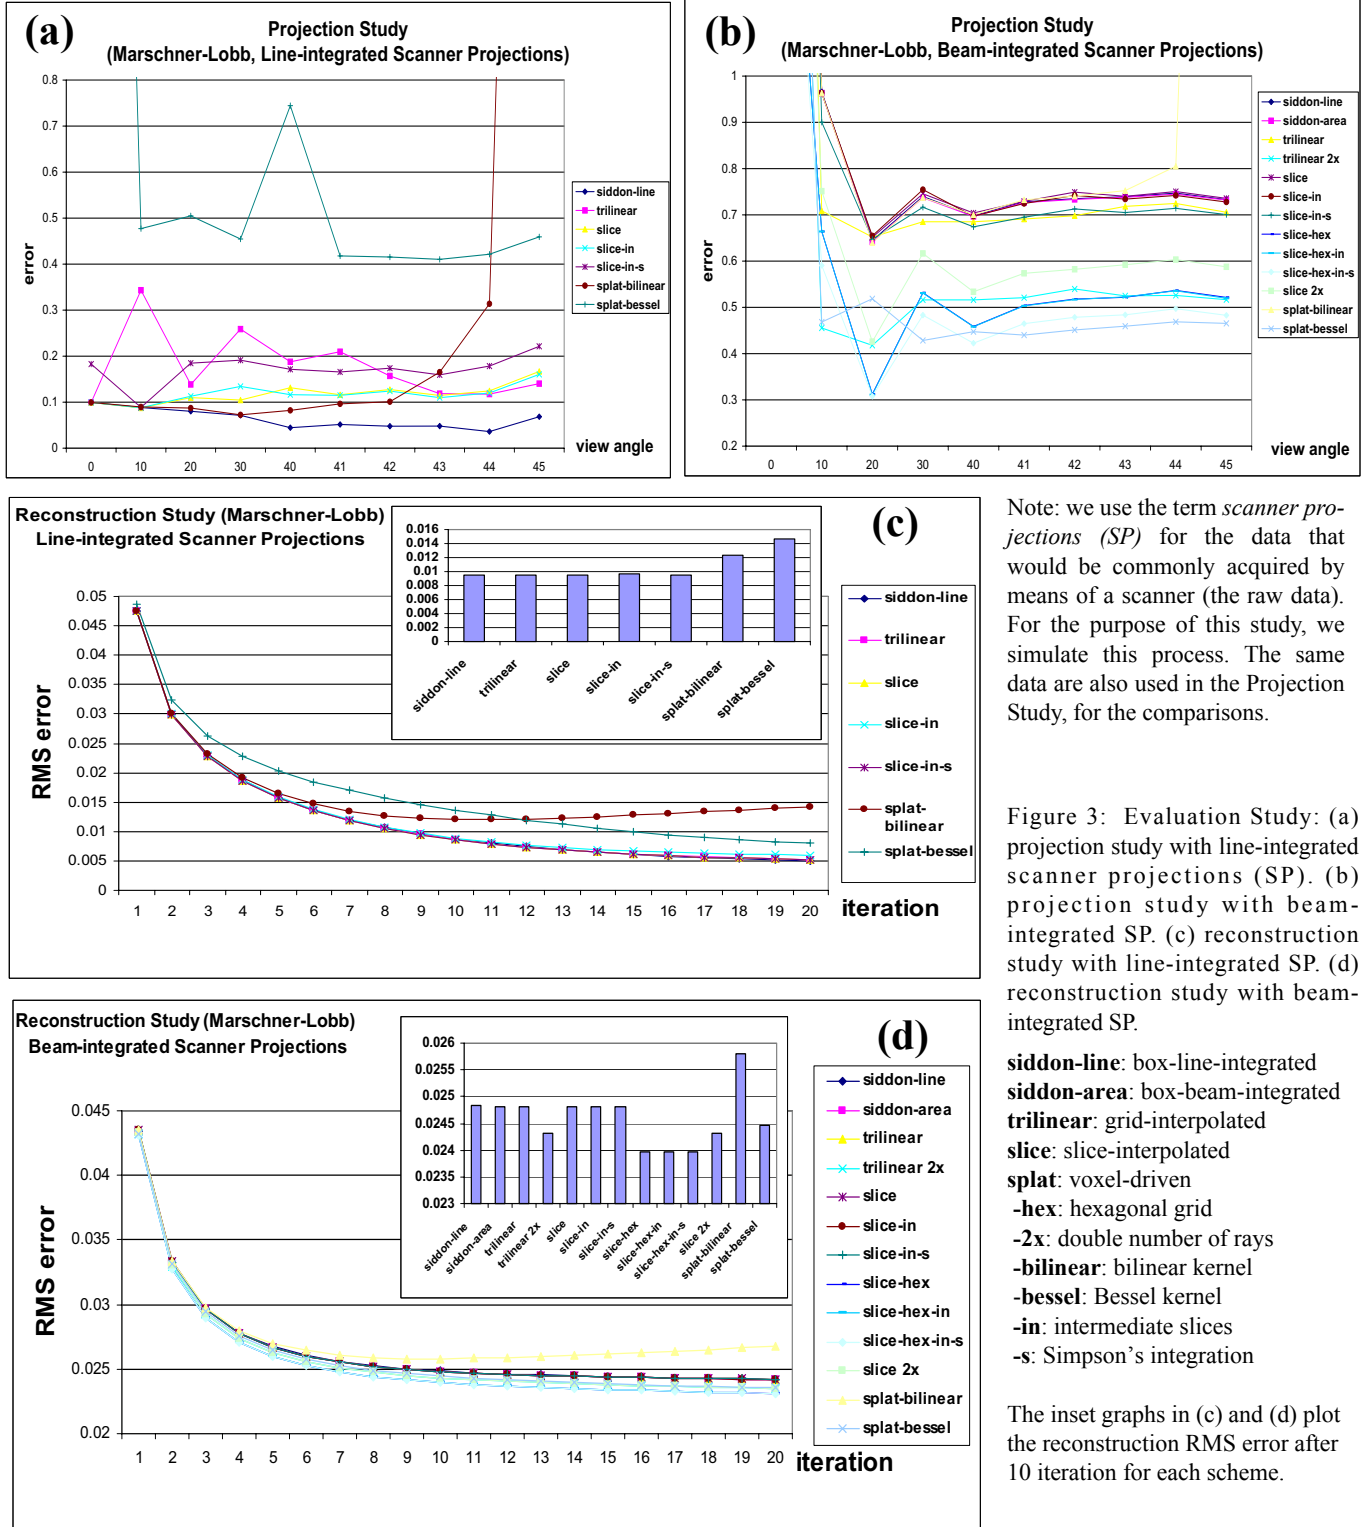 (a)
Projection Study
(Marschner-Lobb, Line-integrated Scanner Projections)
0.8
0.7
0.6
0.5
0.4
0.3
0.2
0.1
0
error
0 10 20 30 40 41 42 43 44 45
view angle
siddon-line
trilinear
slice
slice-in
slice-in-s
splat-bilinear
splat-bessel
(b)
Projection Study
(Marschner-Lobb, Beam-integrated Scanner Projections)
1
0.9
0.8
0.7
0.6
0.5
0.4
0.3
0.2
error
0 10 20 30 40 41 42 43 44 45
view angle
siddon-line
siddon-area
trilinear
trilinear 2x
slice
slice-in
slice-in-s
slice-hex
slice-hex-in
slice-hex-in-s
slice 2x
splat-bilinear
splat-bessel
Reconstruction Study (Marschner-Lobb)
Line-integrated Scanner Projections
(c)
0.016
0.014
0.012
0.01
0.008
0.006
0.004
0.002
0
siddon-line
trilinear
slice
slice-in
slice-in-s
splat-bilinear
splat-bessel
0.05
0.045
0.04
0.035
0.03
0.025
0.02
0.015
0.01
0.005
0
RMS error
1 2 3 4 5 6 7 8 9 10 11 12 13 14 15 16 17 18 19 20
iteration
siddon-line
trilinear
slice
slice-in
slice-in-s
splat-
bilinear
splat-bessel
Note: we use the term scanner pro-
jections (SP) for the data that
would be commonly acquired by
means of a scanner (the raw data).
For the purpose of this study, we
simulate this process. The same
data are also used in the Projection
Study, for the comparisons.
Figure 3: Evaluation Study: (a)
projection study with line-integrated
scanner projections (SP). (b)
projection study with beam-
integrated SP. (c) reconstruction
study with line-integrated SP. (d)
reconstruction study with beam-
integrated SP.
siddon-line: box-line-integrated
siddon-area: box-beam-integrated
trilinear: grid-interpolated
slice: slice-interpolated
splat: voxel-driven
-hex: hexagonal grid
-2x: double number of rays
-bilinear: bilinear kernel
-bessel: Bessel kernel
-in: intermediate slices
-s: Simpson's integration
The inset graphs in (c) and (d) plot
the reconstruction RMS error after
10 iteration for each scheme.
Reconstruction Study (Marschner-Lobb)
Beam-integrated Scanner Projections
(d)
0.026
0.0255
0.025
0.0245
0.024
0.0235
0.023
siddon-line
siddon-area
trilinear
trilinear 2x
slice
slice-in
slice-in-s
slice-hex
slice-hex-in
slice-hex-in-s
slice 2x
splat-bilinear
splat-bessel
0.045
0.04
0.035
0.03
0.025
0.02
RMS error
1 2 3 4 5 6 7 8 9 10 11 12 13 14 15 16 17 18 19 20
iteration
siddon-line
siddon-area
trilinear
trilinear 2x
slice
slice-in
slice-in-s
slice-hex
slice-hex-in
slice-hex-in-s
slice 2x
splat-bilinear
splat-bessel